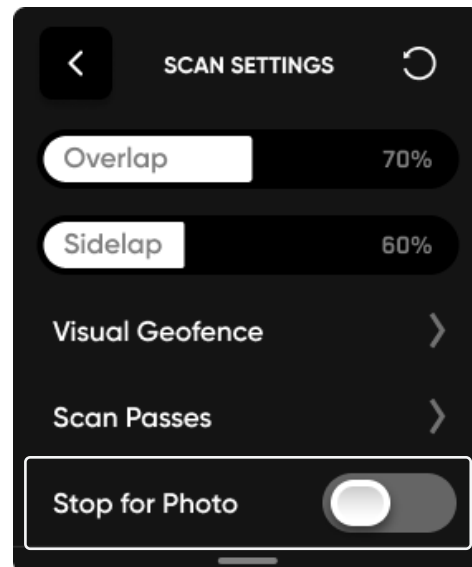 SCAN SETTINGS
Overlap 70%
Sidelap 60%
Visual Geofence
Scan Passes
Stop for Photo